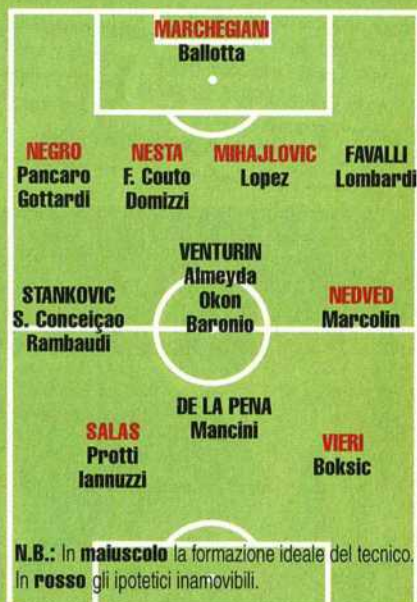 MARCHEGIANI
Ballotta
NEGRO
Pancaro
Gottardi
NESTA
F. Couto
Domizzi
MIHAJLOVIC
Lopez
FAVALLI
Lombardi
STANKOVIC
S. Conceiçao
Rambaudi
VENTURIN
Almeyda
Okon
Baronio
NEDVED
Marcolin
DE LA PENA
Mancini
SALAS
Protti
Iannuzzi
VIERI
Boksic
N.B.: In maiuscolo la formazione ideale del tecnico.
In rosso gli ipotetici inamovibili.